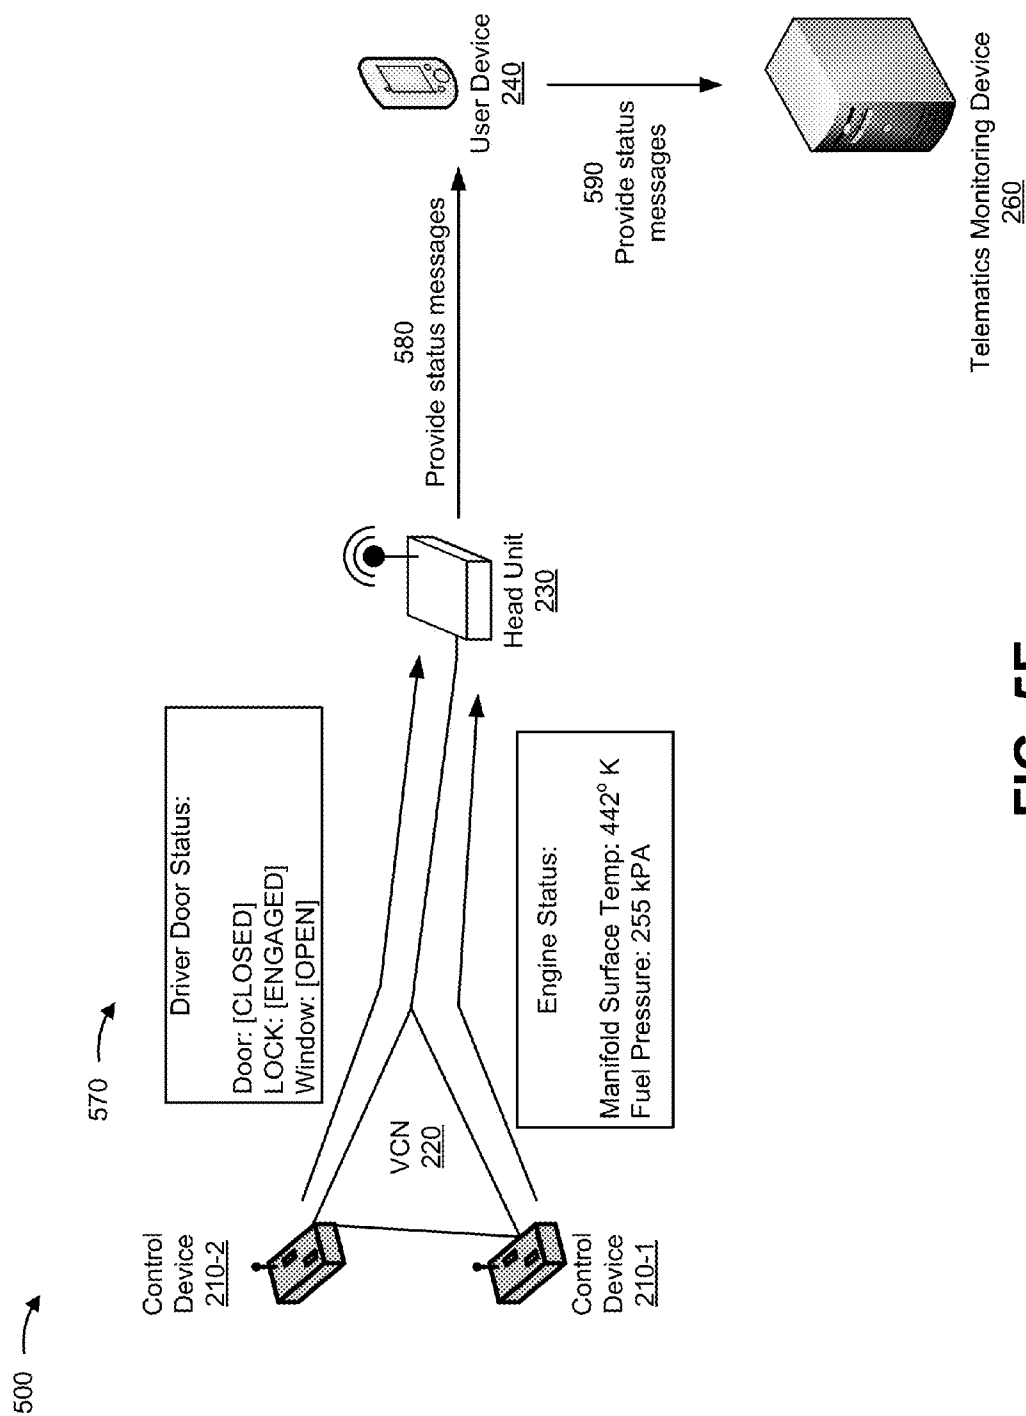 500
570
Control
Device
210-2
Driver Door Status:
Door: [CLOSED]
LOCK: [ENGAGED]
Window: [OPEN]
VCN
220
Control
Device
210-1
Engine Status:
Manifold Surface Temp: 442° K
Fuel Pressure: 255 kPA
Head Unit
230
580
Provide status messages
User Device
240
590
Provide status
messages
Telematics Monitoring Device
260